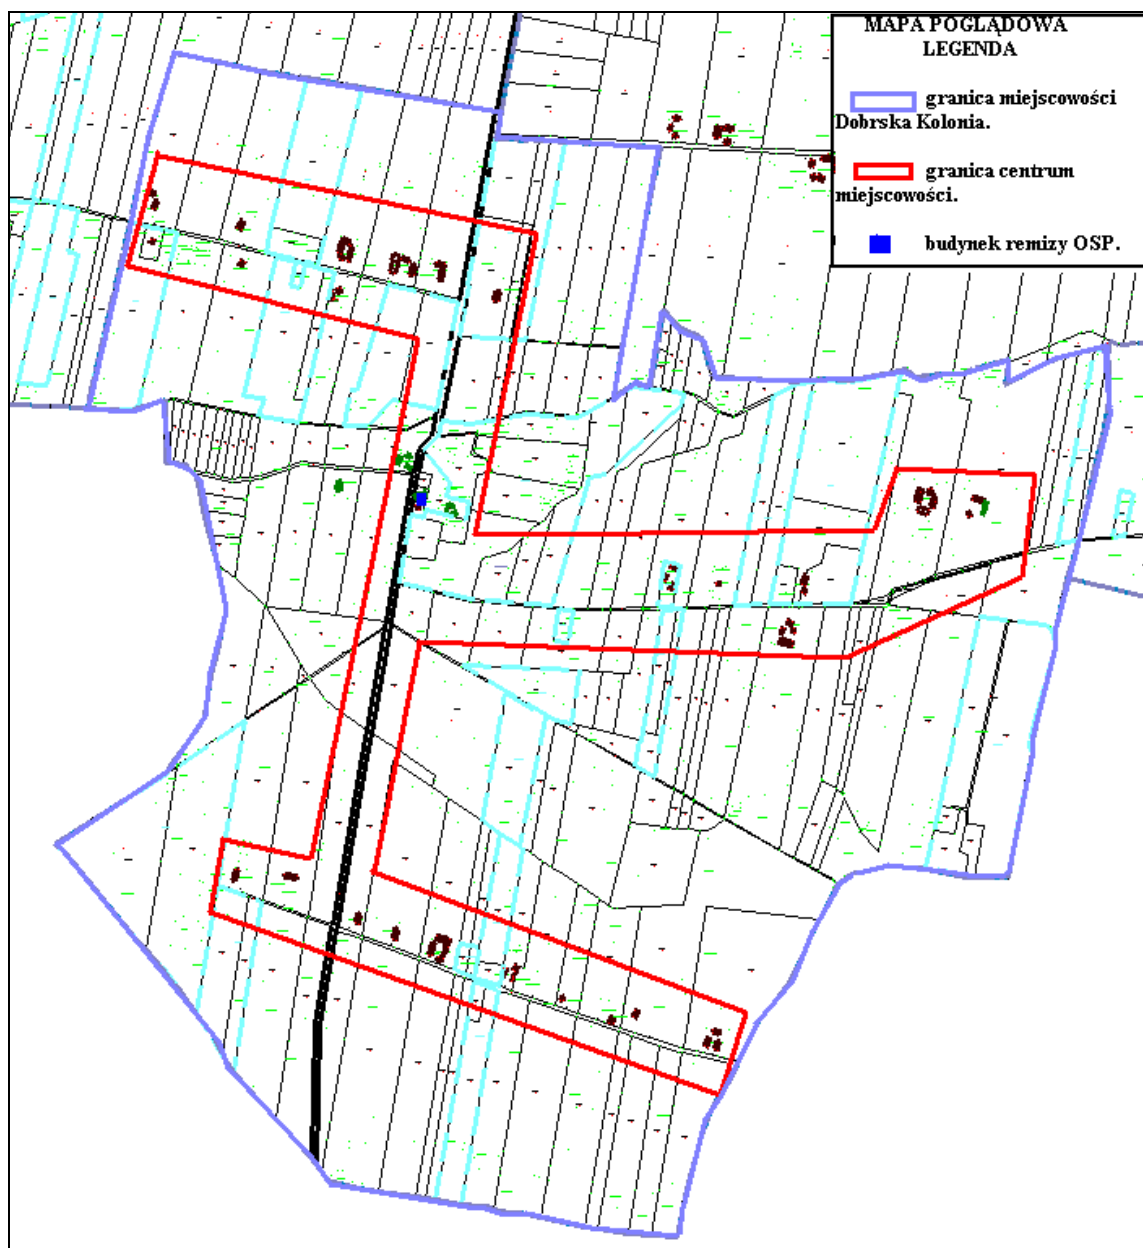 MAPA POGLĄDOWA
LEGENDA
granica miejscowości
Dobrska Kolonia.
granica centrum
miejscowości.
budynek remizy OSP.